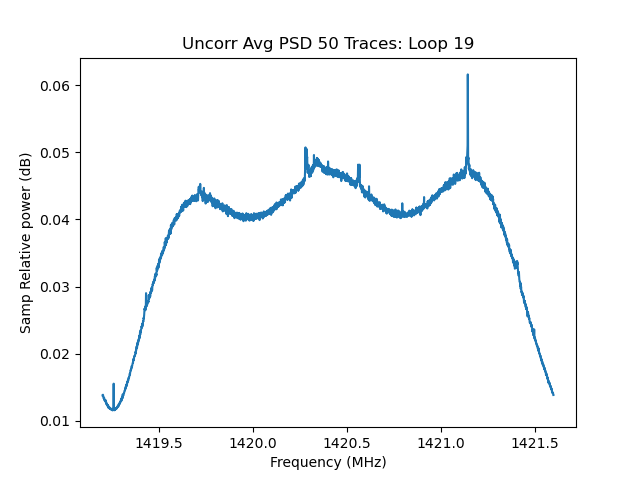 Uncorr Avg PSD 50 Traces: Loop 19
0.06
0.05
0.04
0.03
0.02
0.01
Samp Relative power (dB)
1419.5 1420.0 1420.5 1421.0 1421.5
Frequency (MHz)